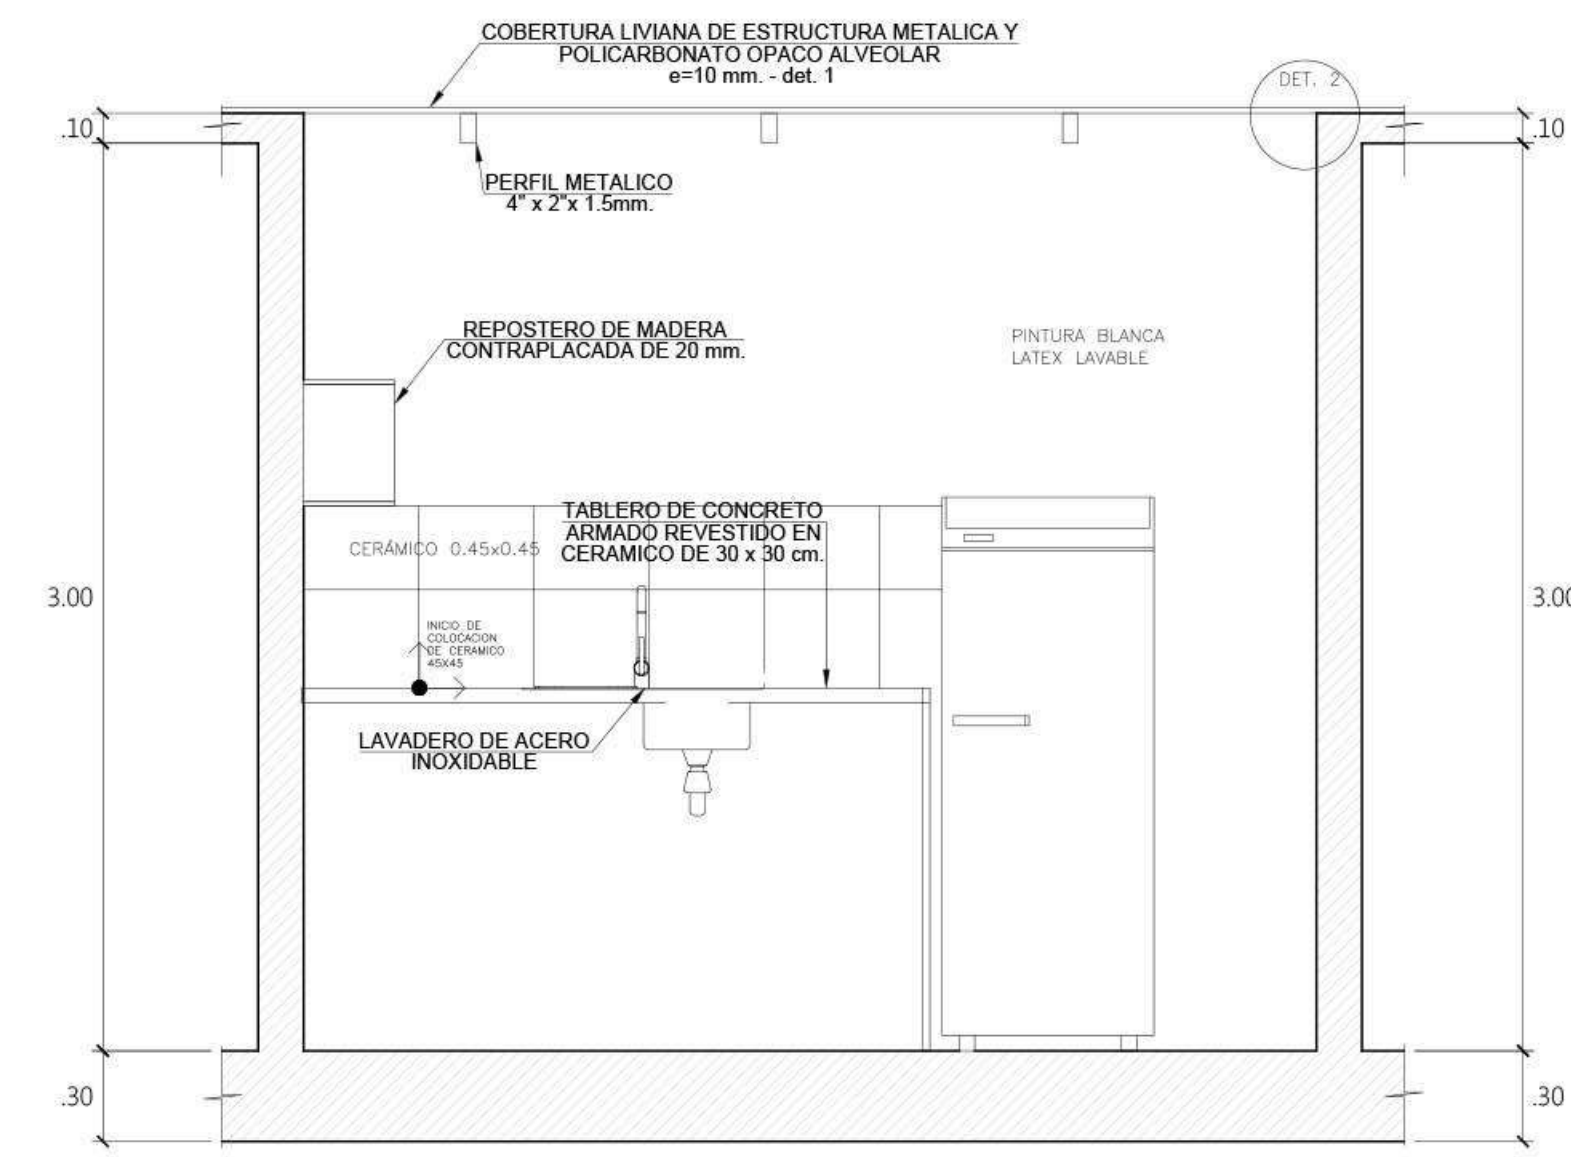 COBERTURA LIVIANA DE ESTRUCTURA METALICA Y
POLICARBONATO OPACO ALVEOLAR
e=10 mm. - det. 1
DET. 2
.10
.10
PERFIL METALICO
4" x 2"x 1.5mm.
REPOSTERO DE MADERA
CONTRAPLACADA DE 20 mm.
PINTURA BLANCA
LATEX LAVABLE
TABLERO DE CONCRETO
ARMADO REVESTIDO EN
CERAMICO DE 30 x 30 cm.
CERÁMICO 0.45x0.45
3.00
3.00
INICIO DE
COLOCACION
DE CERAMICO
45X45
LAVADERO DE ACERO
INOXIDABLE
.30
.30